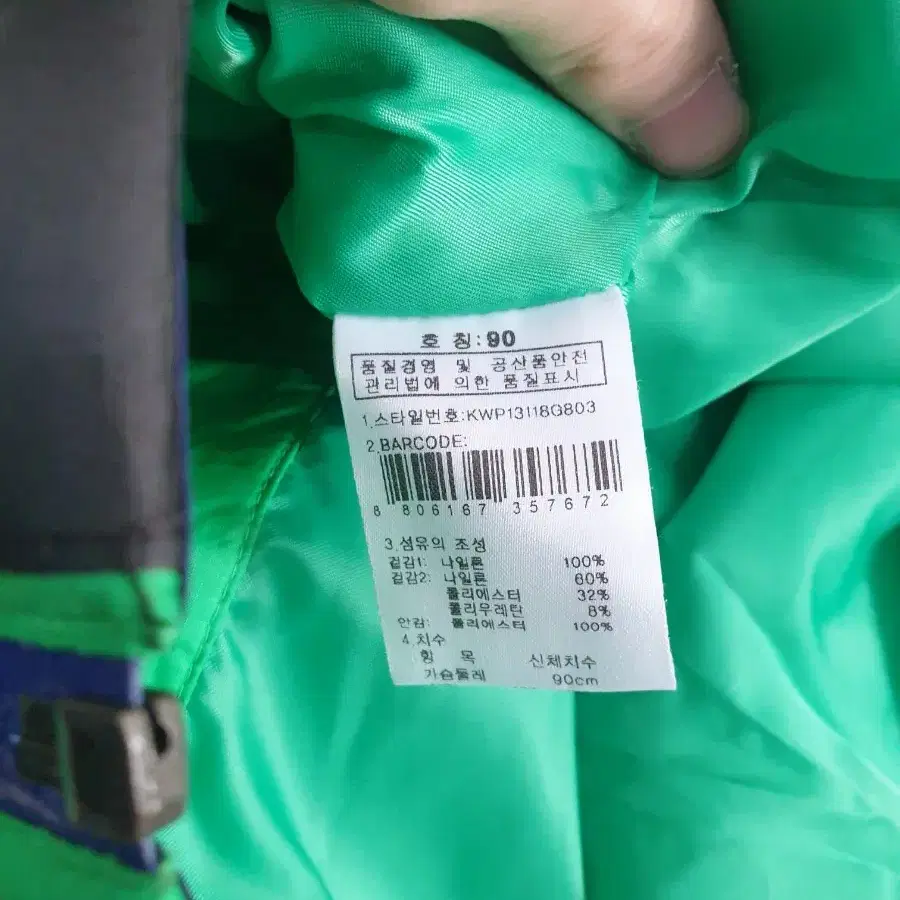 호 칭:90
품질경영 및 공산품안전
관리법에 의한 품질표시
1.스타일번호:KWP13118G803
2.BARCODE:
8 806167 357672
3.섬유의 조성
겉감1: 나일론 100%
겉감2: 나일론 60%
폴리에스터 32%
폴리우레탄 8%
안감: 폴리에스터 100%
4.치수
항 목 신체치수
가슴둘레 90cm